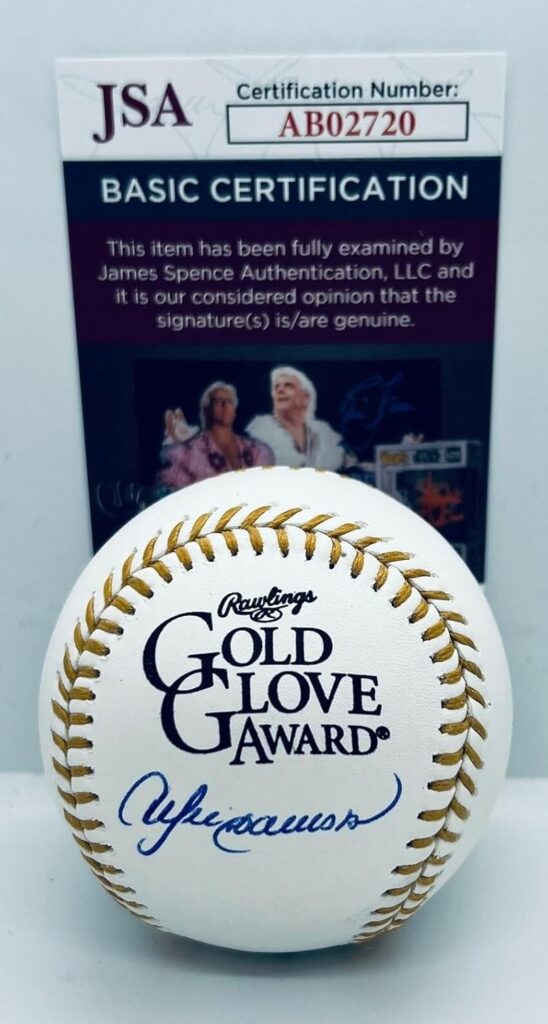 JSA
Certification Number:
AB02720
BASIC CERTIFICATION
This item has been fully examined by
James Spence Authentication, LLC and
it is our considered opinion that the
signature(s) is/are genuine.
Rawlings
R
GOLD
GLOVE
AWARD®